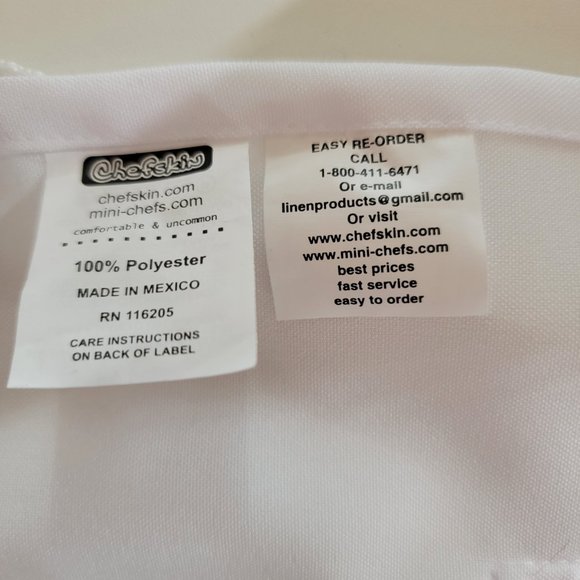 Chefskin
chefskin.com
mini-chefs.com
comfortable & uncommon
100% Polyester
MADE IN MEXICO
RN 116205
CARE INSTRUCTIONS
ON BACK OF LABEL
EASY RE-ORDER
CALL
1-800-411-6471
Or e-mail
linenproducts@gmail.com
Or visit
www.chefskin.com
www.mini-chefs.com
best prices
fast service
easy to order